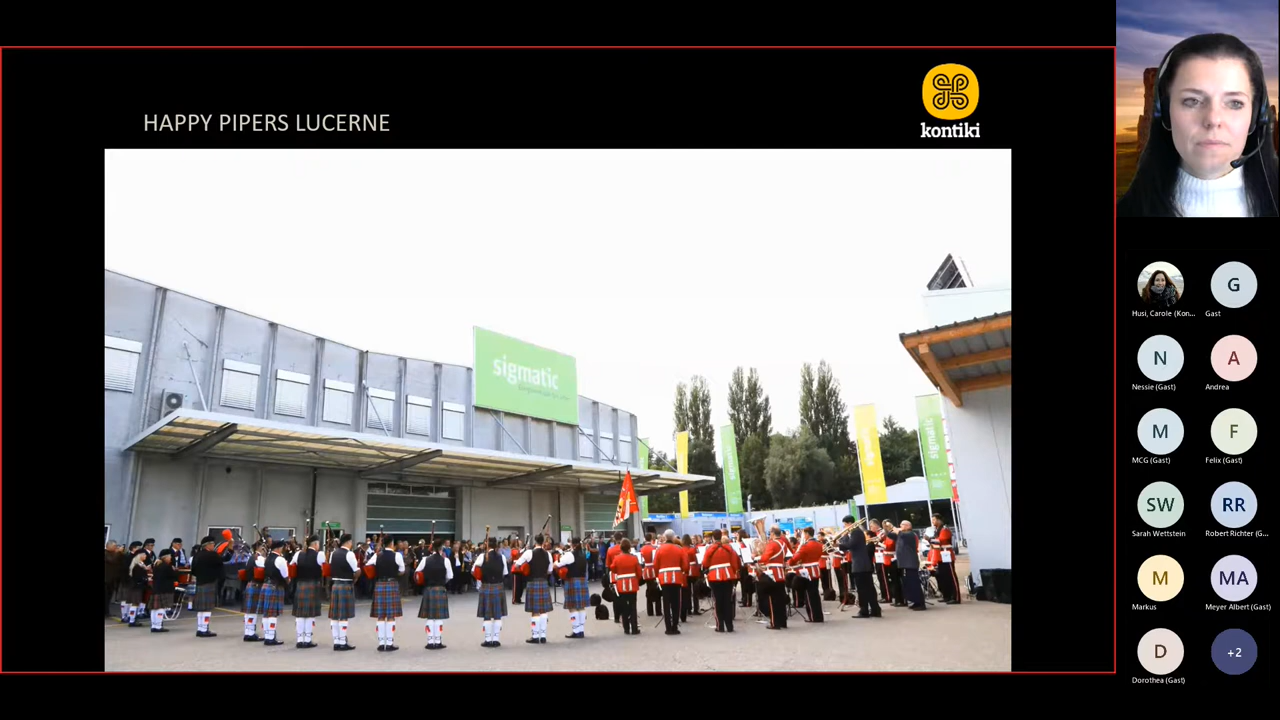 HAPPY PIPERS LUCERNE
kontiki
sigmatic
sigmatic
Husi, Carole (Kon...
G
Gast
N
Nessie (Gast)
A
Andrea
M
MCG (Gast)
F
Felix (Gast)
SW
Sarah Wettstein
RR
Robert Richter (G...
M
Markus
MA
Meyer Albert (Gast)
D
Dorothea (Gast)
+2